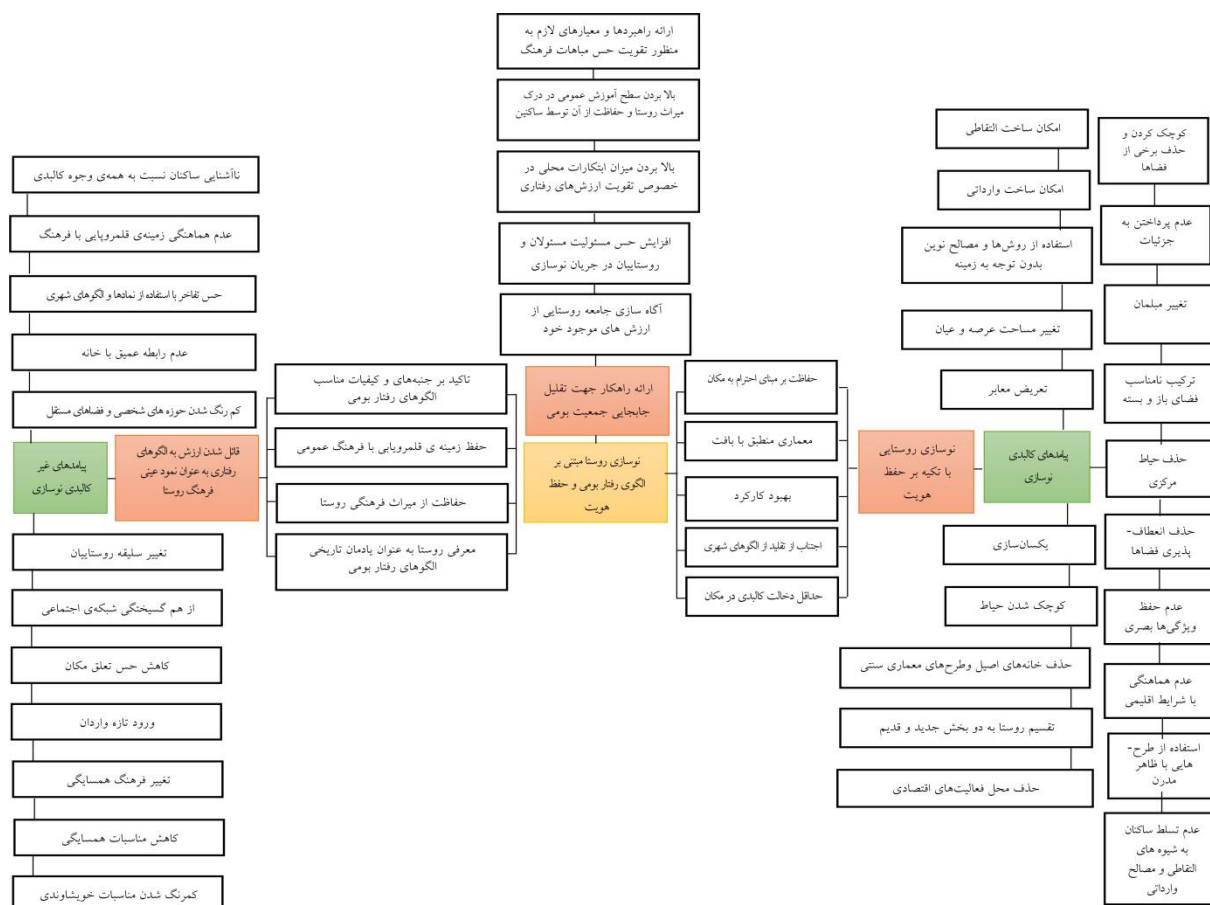 ارائه راهبردها و معیارهای لازم به
منظور تقویت حس مباهات فرهنگ
بالا بردن سطح آموزش عمومی در درک
میراث روستا و حفاظت از آن توسط ساکنین
بالا بردن میزان ابتکارات محلی در
خصوص تقویت ارزش‌های رفتاری
افزایش حس مسئولیت مسئولان و
روستاییان در جریان نوسازی
آگاه سازی جامعه روستایی از
ارزش های موجود خود
ارائه راهکار جهت تقلیل
جابجایی جمعیت بومی
نوسازی روستا مبتنی بر
الگوی رفتار بومی و حفظ
هویت
کوچک کردن و
حذف برخی از
فضاها
عدم پرداختن به
جزئیات
تغییر مبلمان
ترکیب نامناسب
فضای باز و بسته
حذف حیاط
مرکزی
حذف انعطاف-
پذیری فضاها
عدم حفظ
ویژگی‌ها بصری
عدم هماهنگی
با شرایط اقلیمی
استفاده از طرح-
هایی با ظاهر
مدرن
عدم تسلط ساکنان
به شیوه های
التقاطی و مصالح
وارداتی
امکان ساخت التقاطی
امکان ساخت وارداتی
استفاده از روش‌ها و مصالح نوین
بدون توجه به زمینه
تغییر مساحت عرصه و عیان
تعریض معابر
پیامدهای کالبدی
نوسازی
یکسان‌سازی
کوچک شدن حیاط
حذف خانه‌های اصیل وطرح‌های معماری سنتی
تقسیم روستا به دو بخش جدید و قدیم
حذف محل فعالیت‌های اقتصادی
نوسازی روستایی
با تکیه بر حفظ
هویت
حفاظت بر مبنای احترام به مکان
معماری منطبق با بافت
بهبود کارکرد
اجتناب از تقلید از الگوهای شهری
حداقل دخالت کالبدی در مکان
تاکید بر جنبه‌های و کیفیات مناسب
الگوهای رفتار بومی
حفظ زمینه ی قلمرویابی با فرهنگ عمومی
حفاظت از میراث فرهنگی روستا
معرفی روستا به عنوان یادمان تاریخی
الگوهای رفتار بومی
قائل شدن ارزش به الگوهای
رفتاری به عنوان نمود عینی
فرهنگ روستا
ناآشنایی ساکنان نسبت به همه‌ی وجوه کالبدی
عدم هماهنگی زمینه‌ی قلمروپایی با فرهنگ
حس تفاخر با استفاده از نمادها و الگوهای شهری
عدم رابطه عمیق با خانه
کم رنگ شدن حوزه های شخصی و فضاهای مستقل
پیامدهای غیر
کالبدی نوسازی
تغییر سلیقه روستاییان
از هم گسیختگی شبکه‌ی اجتماعی
کاهش حس تعلق مکان
ورود تازه واردان
تغییر فرهنگ همسایگی
کاهش مناسبات همسایگی
کمرنگ شدن مناسبات خویشاوندی